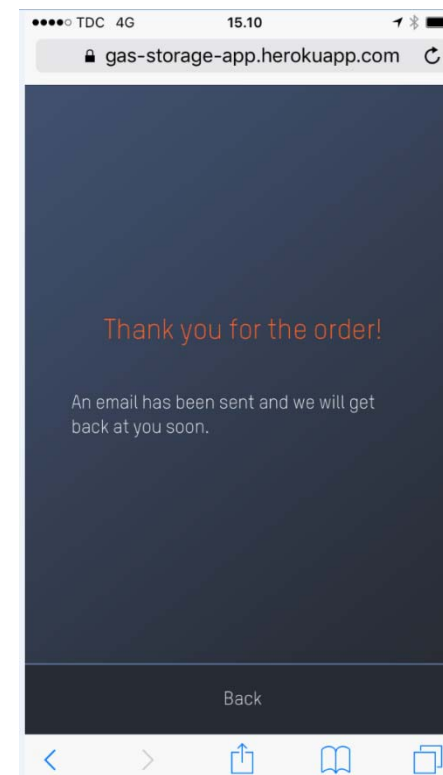 TDC 4G 15.10
gas-storage-app.herokuapp.com
Thank you for the order!
An email has been sent and we will get
back at you soon.
Back